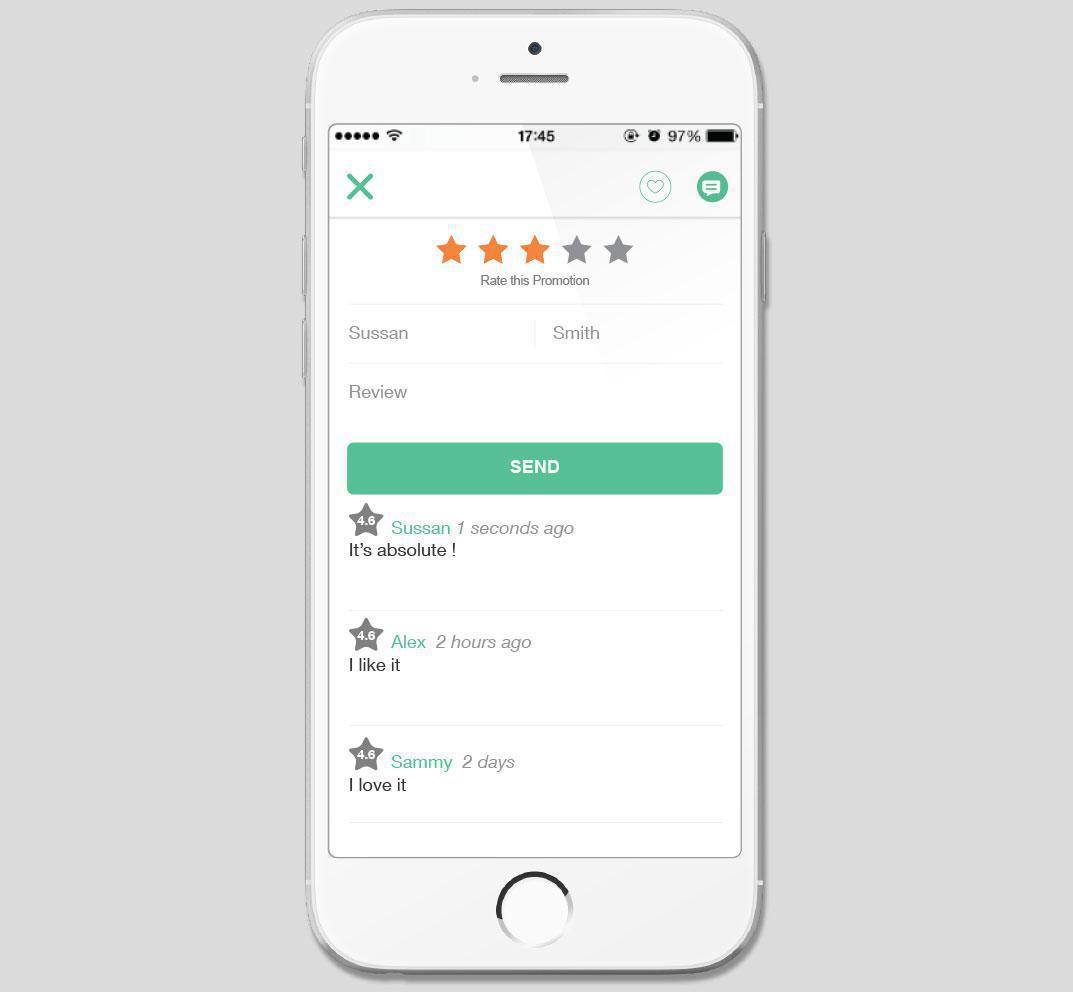 17:45 97%
Rate this Promotion
Sussan Smith
Review
SEND
4.6 Sussan 1 seconds ago
It’s absolute !
4.6 Alex 2 hours ago
I like it
4.6 Sammy 2 days
I love it